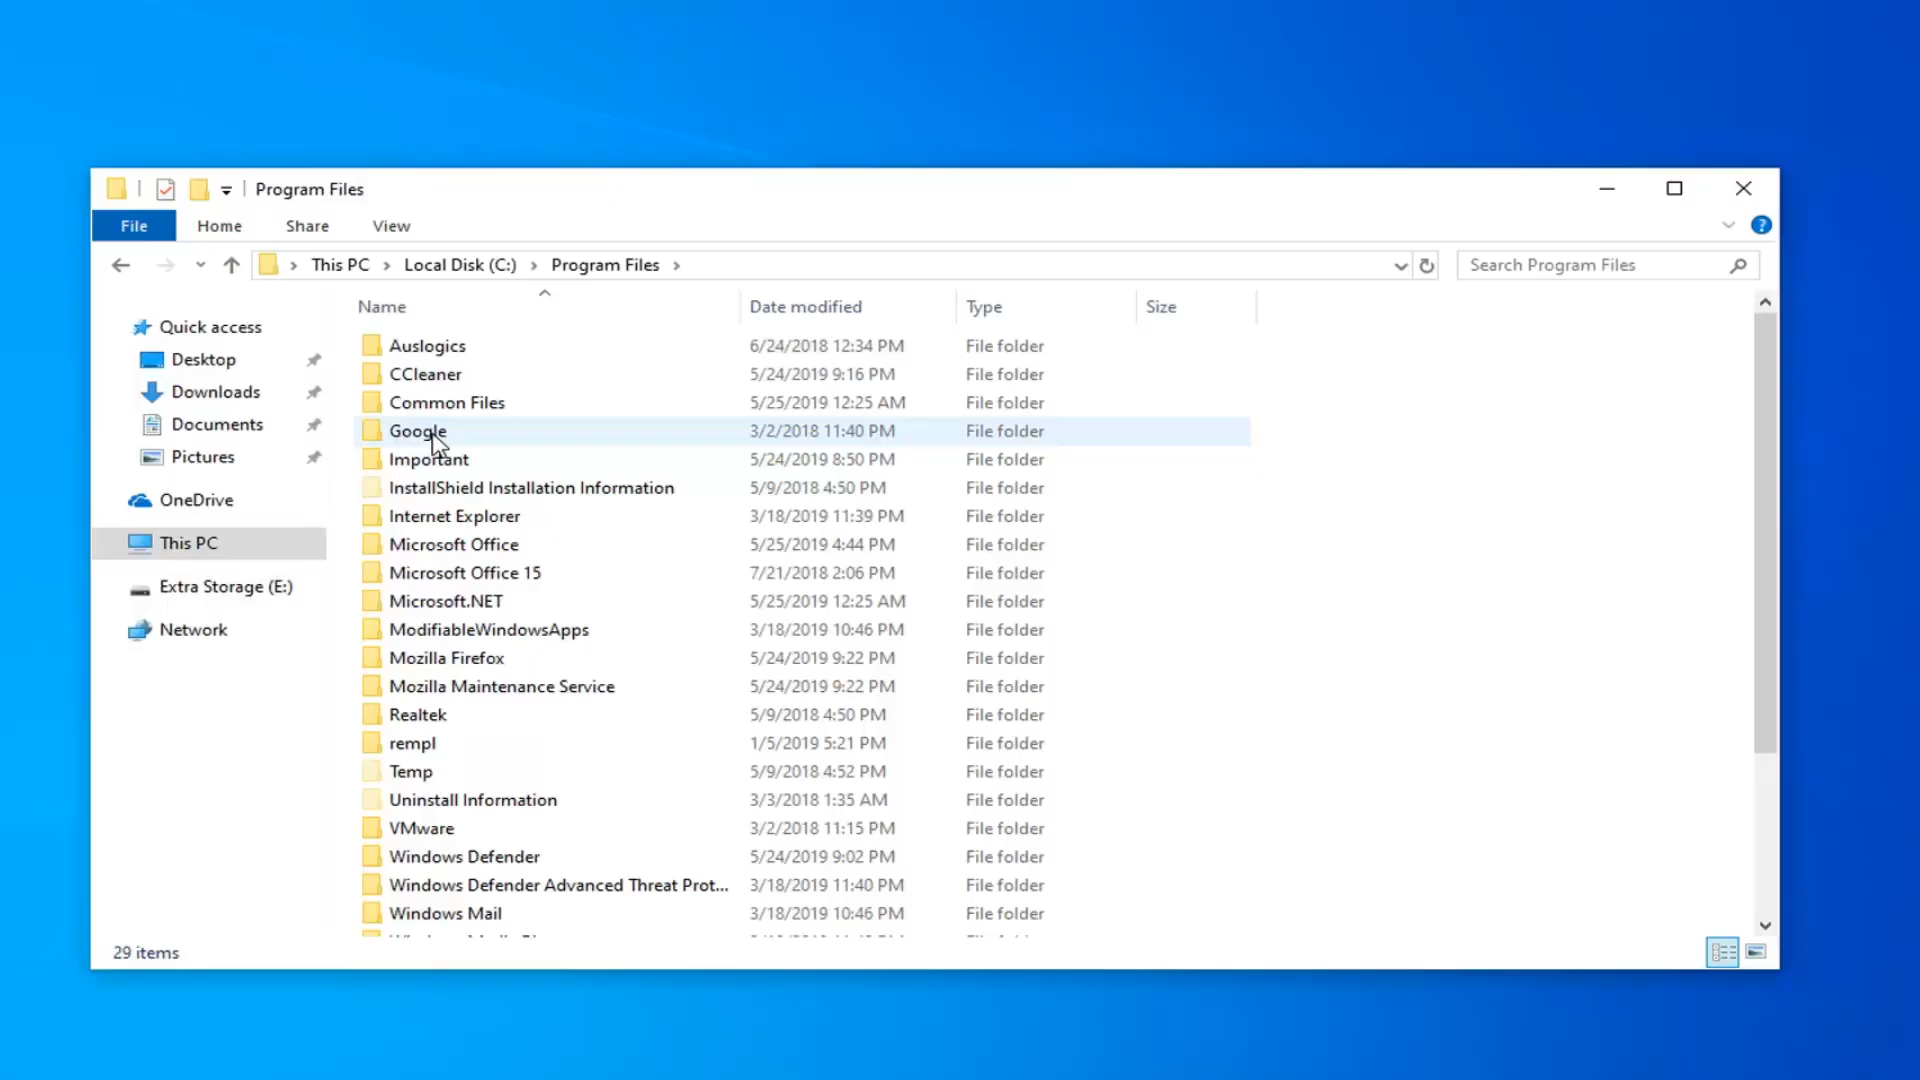 Program Files
File Home Share View
This PC Local Disk (C:) Program Files
Search Program Files
Quick access
Desktop
Downloads
Documents
Pictures
OneDrive
This PC
Extra Storage (E:)
Network
Name Date modified Type Size
Auslogics 6/24/2018 12:34 PM File folder
CCleaner 5/24/2019 9:16 PM File folder
Common Files 5/25/2019 12:25 AM File folder
Google 3/2/2018 11:40 PM File folder
Important 5/24/2019 8:50 PM File folder
InstallShield Installation Information 5/9/2018 4:50 PM File folder
Internet Explorer 3/18/2019 11:39 PM File folder
Microsoft Office 5/25/2019 4:44 PM File folder
Microsoft Office 15 7/21/2018 2:06 PM File folder
Microsoft.NET 5/25/2019 12:25 AM File folder
ModifiableWindowsApps 3/18/2019 10:46 PM File folder
Mozilla Firefox 5/24/2019 9:22 PM File folder
Mozilla Maintenance Service 5/24/2019 9:22 PM File folder
Realtek 5/9/2018 4:50 PM File folder
rempl 1/5/2019 5:21 PM File folder
Temp 5/9/2018 4:52 PM File folder
Uninstall Information 3/3/2018 1:35 AM File folder
VMware 3/2/2018 11:15 PM File folder
Windows Defender 5/24/2019 9:02 PM File folder
Windows Defender Advanced Threat Prot... 3/18/2019 11:40 PM File folder
Windows Mail 3/18/2019 10:46 PM File folder
29 items